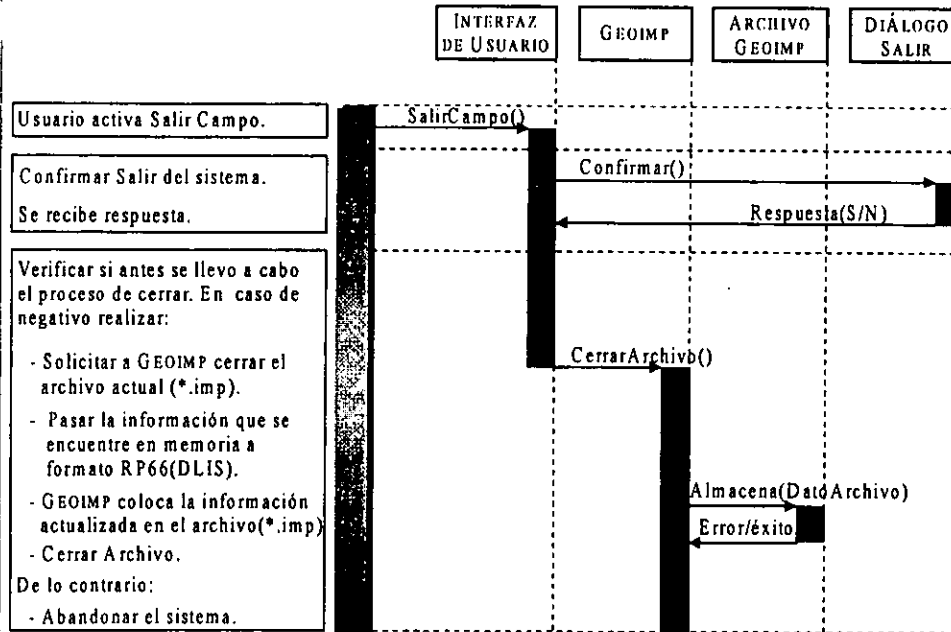 INTERFAZ
DE USUARIO
GEOIMP
ARCHIVO
GEOIMP
DIÁLOGO
SALIR
Usuario activa Salir Campo.
SalirCampo()
Confirmar Salir del sistema.
Se recibe respuesta.
Confirmar()
Respuesta(S/N)
Verificar si antes se llevo a cabo
el proceso de cerrar. En caso de
negativo realizar:
- Solicitar a GEOIMP cerrar el
archivo actual (*.imp).
- Pasar la información que se
encuentre en memoria a
formato RP66(DLIS).
- GEOIMP coloca la información
actualizada en el archivo(*.imp)
- Cerrar Archivo.
De lo contrario:
- Abandonar el sistema.
CerrarArchivo()
Almacena(DatoArchivo)
Error/éxito